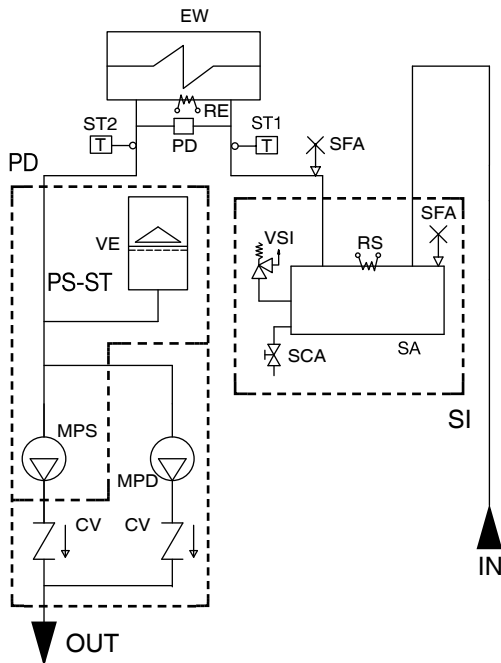 EW
RE
ST2
ST1
T
PD
T
SFA
PD
SFA
VE
VSI
RS
PS-ST
SCA
SA
SI
MPS
MPD
CV
CV
IN
OUT